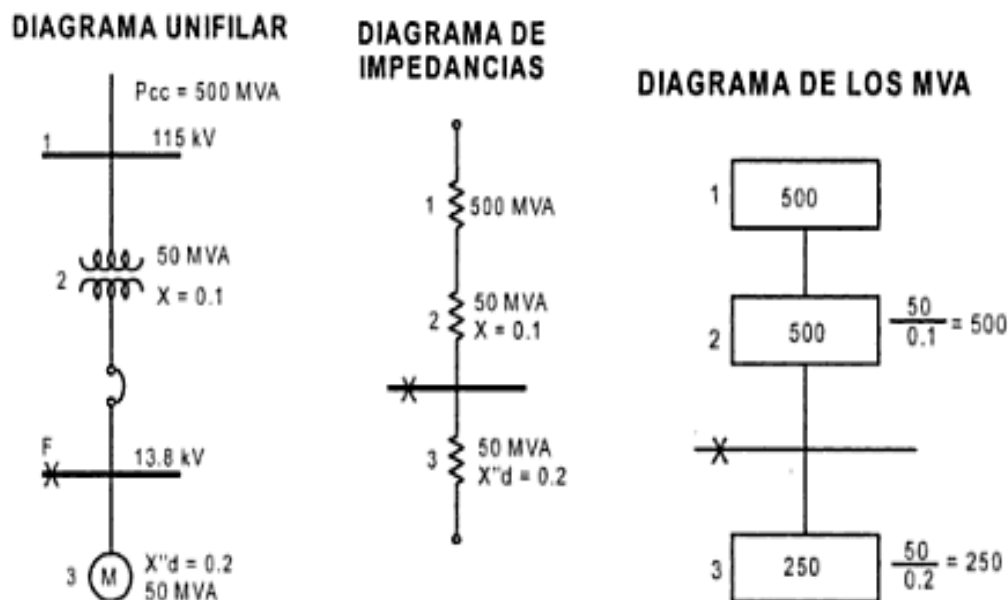 DIAGRAMA UNIFILAR
Pcc = 500 MVA
1
115 kV
2
50 MVA
X = 0.1
F
13.8 kV
3
M
X"d = 0.2
50 MVA
DIAGRAMA DE
IMPEDANCIAS
1
500 MVA
2
50 MVA
X = 0.1
X
3
50 MVA
X"d = 0.2
DIAGRAMA DE LOS MVA
1
500
2
500
50
0.1
= 500
X
3
250
50
0.2
= 250